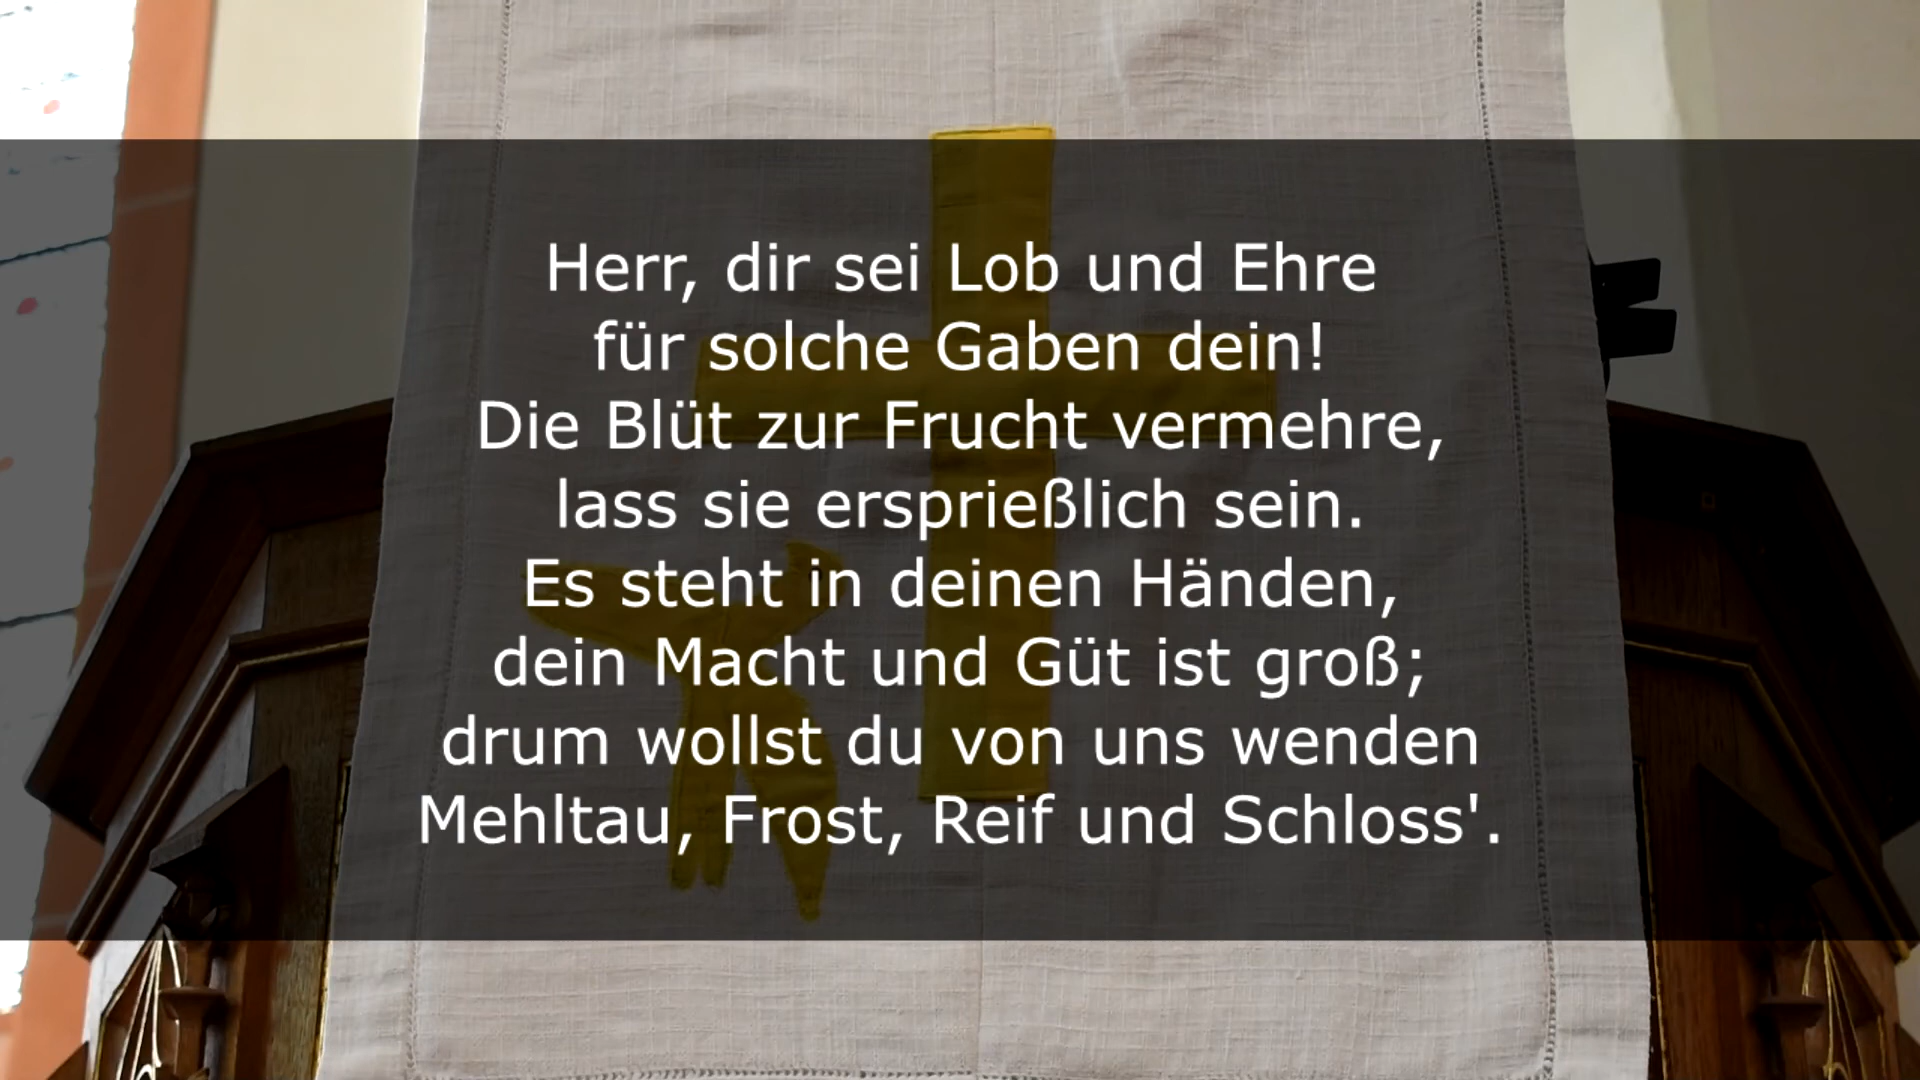 Herr, dir sei Lob und Ehre
für solche Gaben dein!
Die Blüt zur Frucht vermehre,
lass sie ersprießlich sein.
Es steht in deinen Händen,
dein Macht und Güt ist groß;
drum wollst du von uns wenden
Mehltau, Frost, Reif und Schloss'.